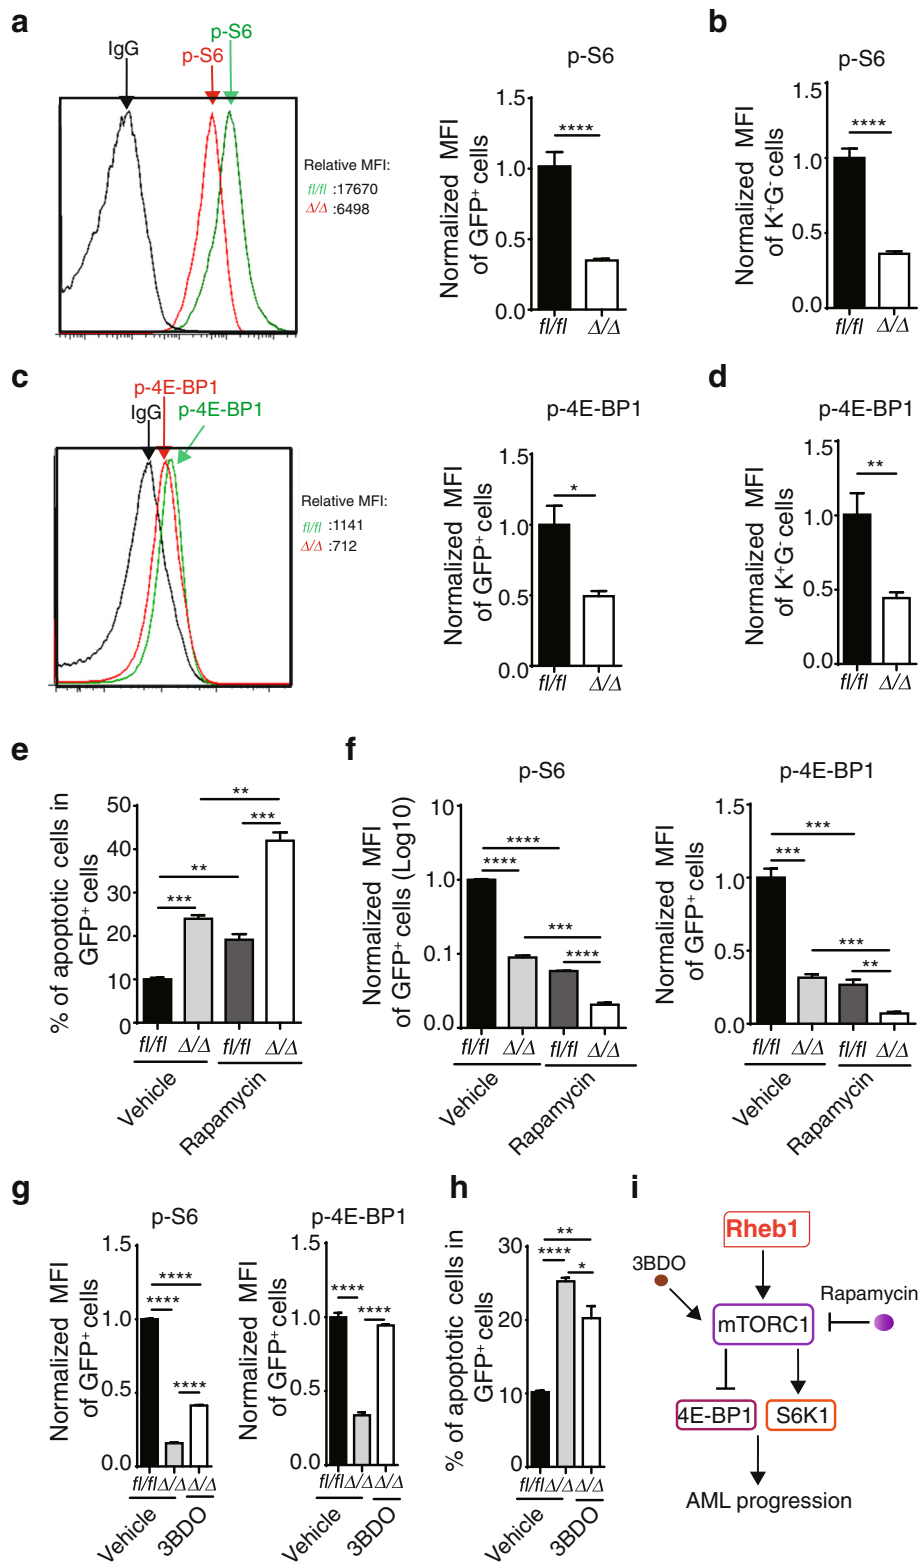 a
IgG
p-S6
p-S6
Relative MFI:
fl/fl :17670
Δ/Δ :6498
p-S6
Normalized MFI
of GFP⁺ cells
1.5
1.0
0.5
0.0
****
fl/fl Δ/Δ
b
p-S6
Normalized MFI
of K⁺G⁻ cells
1.5
1.0
0.5
0.0
****
fl/fl Δ/Δ
c
p-4E-BP1
IgG p-4E-BP1
Relative MFI:
fl/fl :1141
Δ/Δ :712
p-4E-BP1
Normalized MFI
of GFP⁺ cells
1.5
1.0
0.5
0.0
*
fl/fl Δ/Δ
d
p-4E-BP1
Normalized MFI
of K⁺G⁻ cells
1.5
1.0
0.5
0.0
**
fl/fl Δ/Δ
e
% of apoptotic cells in
GFP⁺ cells
50
40
30
20
10
0
**
***
**
***
fl/fl Δ/Δ fl/fl Δ/Δ
Vehicle
Rapamycin
f
p-S6
Normalized MFI
of GFP⁺ cells (Log10)
10
1.0
0.1
0.0
****
****
***
****
fl/fl Δ/Δ fl/fl Δ/Δ
Vehicle
Rapamycin
p-4E-BP1
Normalized MFI
of GFP⁺ cells
1.5
1.0
0.5
0.0
***
***
***
**
fl/fl Δ/Δ fl/fl Δ/Δ
Vehicle
Rapamycin
g
p-S6
Normalized MFI
of GFP⁺ cells
1.5
1.0
0.5
0.0
****
****
****
fl/fl Δ/Δ Δ/Δ
Vehicle
3BDO
p-4E-BP1
Normalized MFI
of GFP⁺ cells
1.5
1.0
0.5
0.0
****
****
fl/fl Δ/Δ Δ/Δ
Vehicle
3BDO
h
% of apoptotic cells in
GFP⁺ cells
30
20
10
0
**
****
*
fl/fl Δ/Δ Δ/Δ
Vehicle
3BDO
i
Rheb1
3BDO
Rapamycin
mTORC1
4E-BP1
S6K1
AML progression